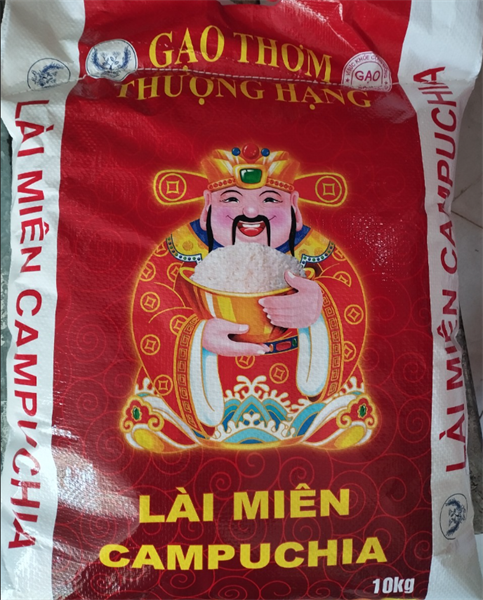 GẠO THƠM
THƯỢNG HẠNG
GẠO
LÀI MIÊN CAMPUCHIA
LÀI MIÊN CAMPUCHIA
LÀI MIÊN
CAMPUCHIA
10kg